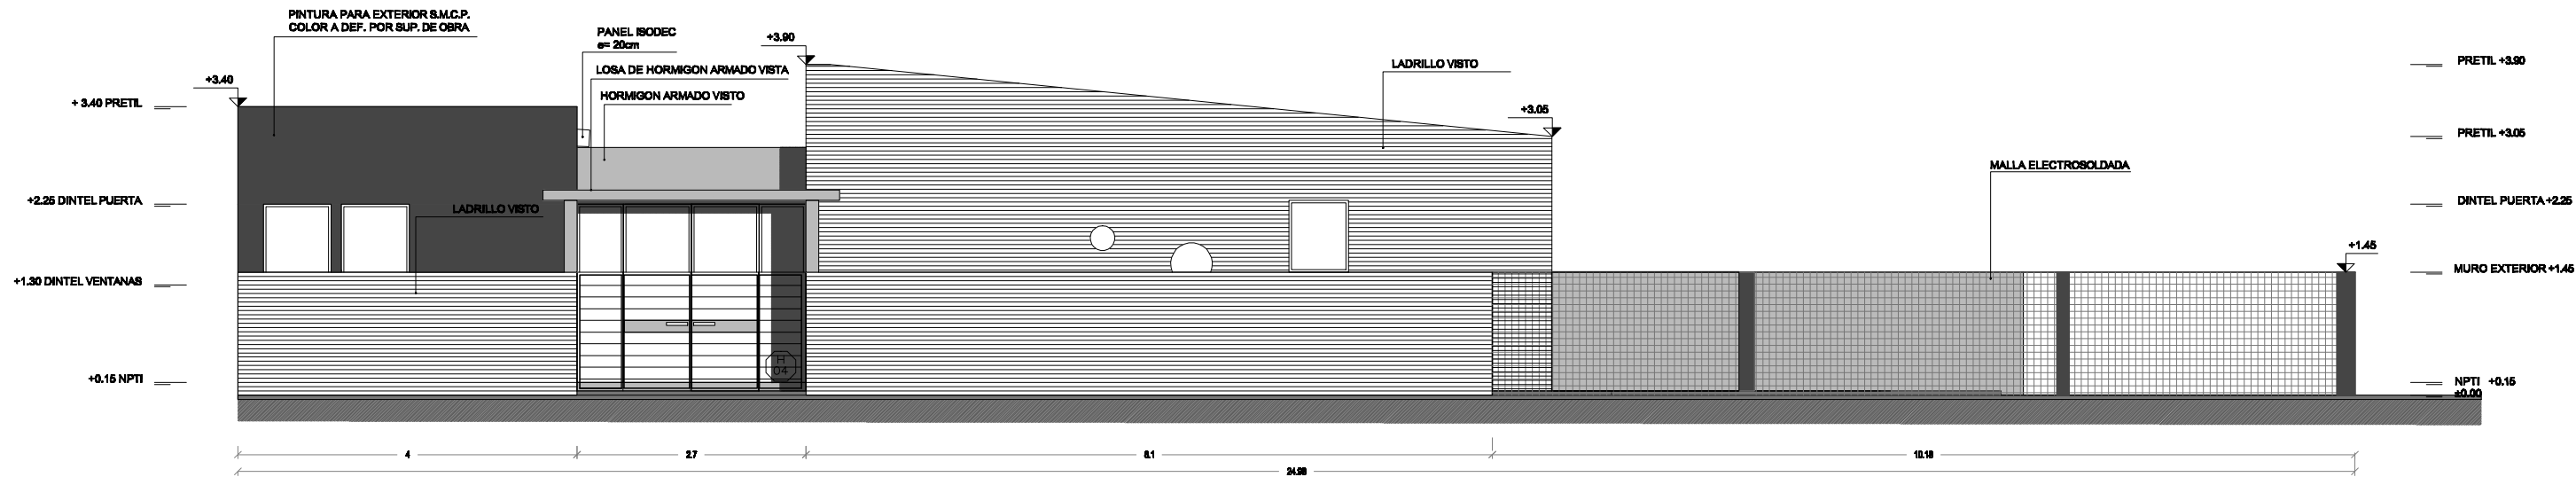 PINTURA PARA EXTERIOR S.M.C.P.
COLOR A DEF. POR SUP. DE OBRA
PANEL ISODEC
e= 20cm
+3.90
LOSA DE HORMIGON ARMADO VISTA
HORMIGON ARMADO VISTO
LADRILLO VISTO
+3.40
+ 3.40 PRETIL
+3.05
PRETIL +3.90
PRETIL +3.05
MALLA ELECTROSOLDADA
+2.25 DINTEL PUERTA
LADRILLO VISTO
DINTEL PUERTA +2.25
+1.45
+1.30 DINTEL VENTANAS
MURO EXTERIOR +1.45
H
04
+0.15 NPTI
NPTI +0.15
±0.00
4
2.7
8.1
10.18
24.98